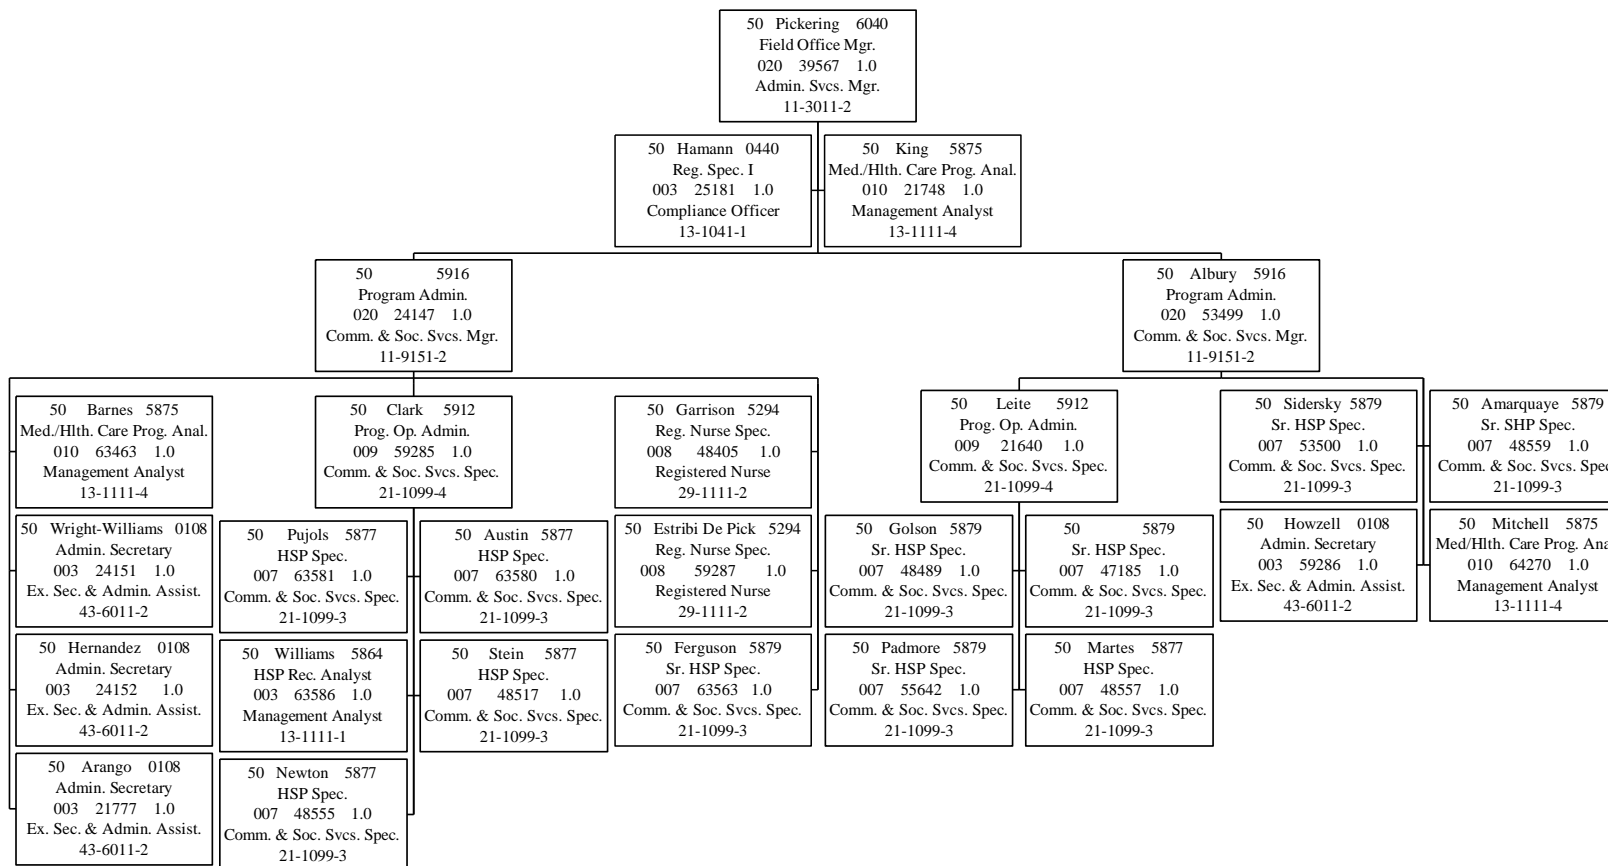 50 Pickering 6040
Field Office Mgr.
020 39567 1.0
Admin. Svcs. Mgr.
11-3011-2
50 Hamann 0440
Reg. Spec. I
003 25181 1.0
Compliance Officer
13-1041-1
50 King 5875
Med./Hlth. Care Prog. Anal.
010 21748 1.0
Management Analyst
13-1111-4
50 5916
Program Admin.
020 24147 1.0
Comm. & Soc. Svcs. Mgr.
11-9151-2
50 Albury 5916
Program Admin.
020 53499 1.0
Comm. & Soc. Svcs. Mgr.
11-9151-2
50 Barnes 5875
Med./Hlth. Care Prog. Anal.
010 63463 1.0
Management Analyst
13-1111-4
50 Clark 5912
Prog. Op. Admin.
009 59285 1.0
Comm. & Soc. Svcs. Spec.
21-1099-4
50 Garrison 5294
Reg. Nurse Spec.
008 48405 1.0
Registered Nurse
29-1111-2
50 Leite 5912
Prog. Op. Admin.
009 21640 1.0
Comm. & Soc. Svcs. Spec.
21-1099-4
50 Sidersky 5879
Sr. HSP Spec.
007 53500 1.0
Comm. & Soc. Svcs. Spec.
21-1099-3
50 Amarquaye 5879
Sr. SHP Spec.
007 48559 1.0
Comm. & Soc. Svcs. Spec
21-1099-3
50 Wright-Williams 0108
Admin. Secretary
003 24151 1.0
Ex. Sec. & Admin. Assist.
43-6011-2
50 Pujols 5877
HSP Spec.
007 63581 1.0
Comm. & Soc. Svcs. Spec.
21-1099-3
50 Austin 5877
HSP Spec.
007 63580 1.0
Comm. & Soc. Svcs. Spec.
21-1099-3
50 Estribi De Pick 5294
Reg. Nurse Spec.
008 59287 1.0
Registered Nurse
29-1111-2
50 Golson 5879
Sr. HSP Spec.
007 48489 1.0
Comm. & Soc. Svcs. Spec.
21-1099-3
50 5879
Sr. HSP Spec.
007 47185 1.0
Comm. & Soc. Svcs. Spec.
21-1099-3
50 Howzell 0108
Admin. Secretary
003 59286 1.0
Ex. Sec. & Admin. Assist.
43-6011-2
50 Mitchell 5875
Med/Hlth. Care Prog. Ana
010 64270 1.0
Management Analyst
13-1111-4
50 Hernandez 0108
Admin. Secretary
003 24152 1.0
Ex. Sec. & Admin. Assist.
43-6011-2
50 Williams 5864
HSP Rec. Analyst
003 63586 1.0
Management Analyst
13-1111-1
50 Stein 5877
HSP Spec.
007 48517 1.0
Comm. & Soc. Svcs. Spec.
21-1099-3
50 Ferguson 5879
Sr. HSP Spec.
007 63563 1.0
Comm. & Soc. Svcs. Spec.
21-1099-3
50 Padmore 5879
Sr. HSP Spec.
007 55642 1.0
Comm. & Soc. Svcs. Spec.
21-1099-3
50 Martes 5877
HSP Spec.
007 48557 1.0
Comm. & Soc. Svcs. Spec.
21-1099-3
50 Arango 0108
Admin. Secretary
003 21777 1.0
Ex. Sec. & Admin. Assist.
43-6011-2
50 Newton 5877
HSP Spec.
007 48555 1.0
Comm. & Soc. Svcs. Spec.
21-1099-3